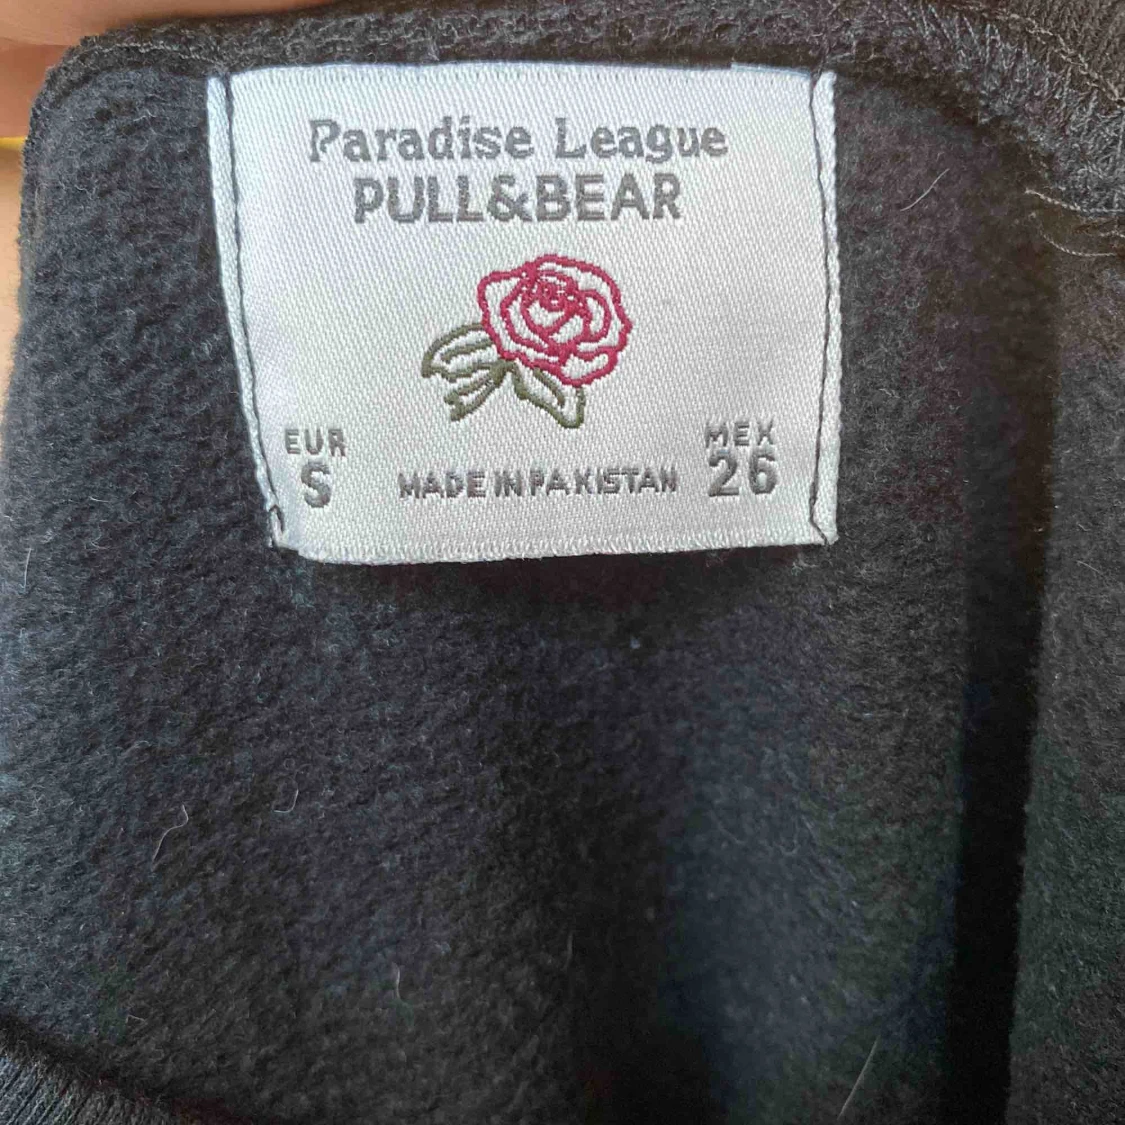 Paradise League
PULL&BEAR
EUR
S
MADE IN PAKISTAN
MEX
26